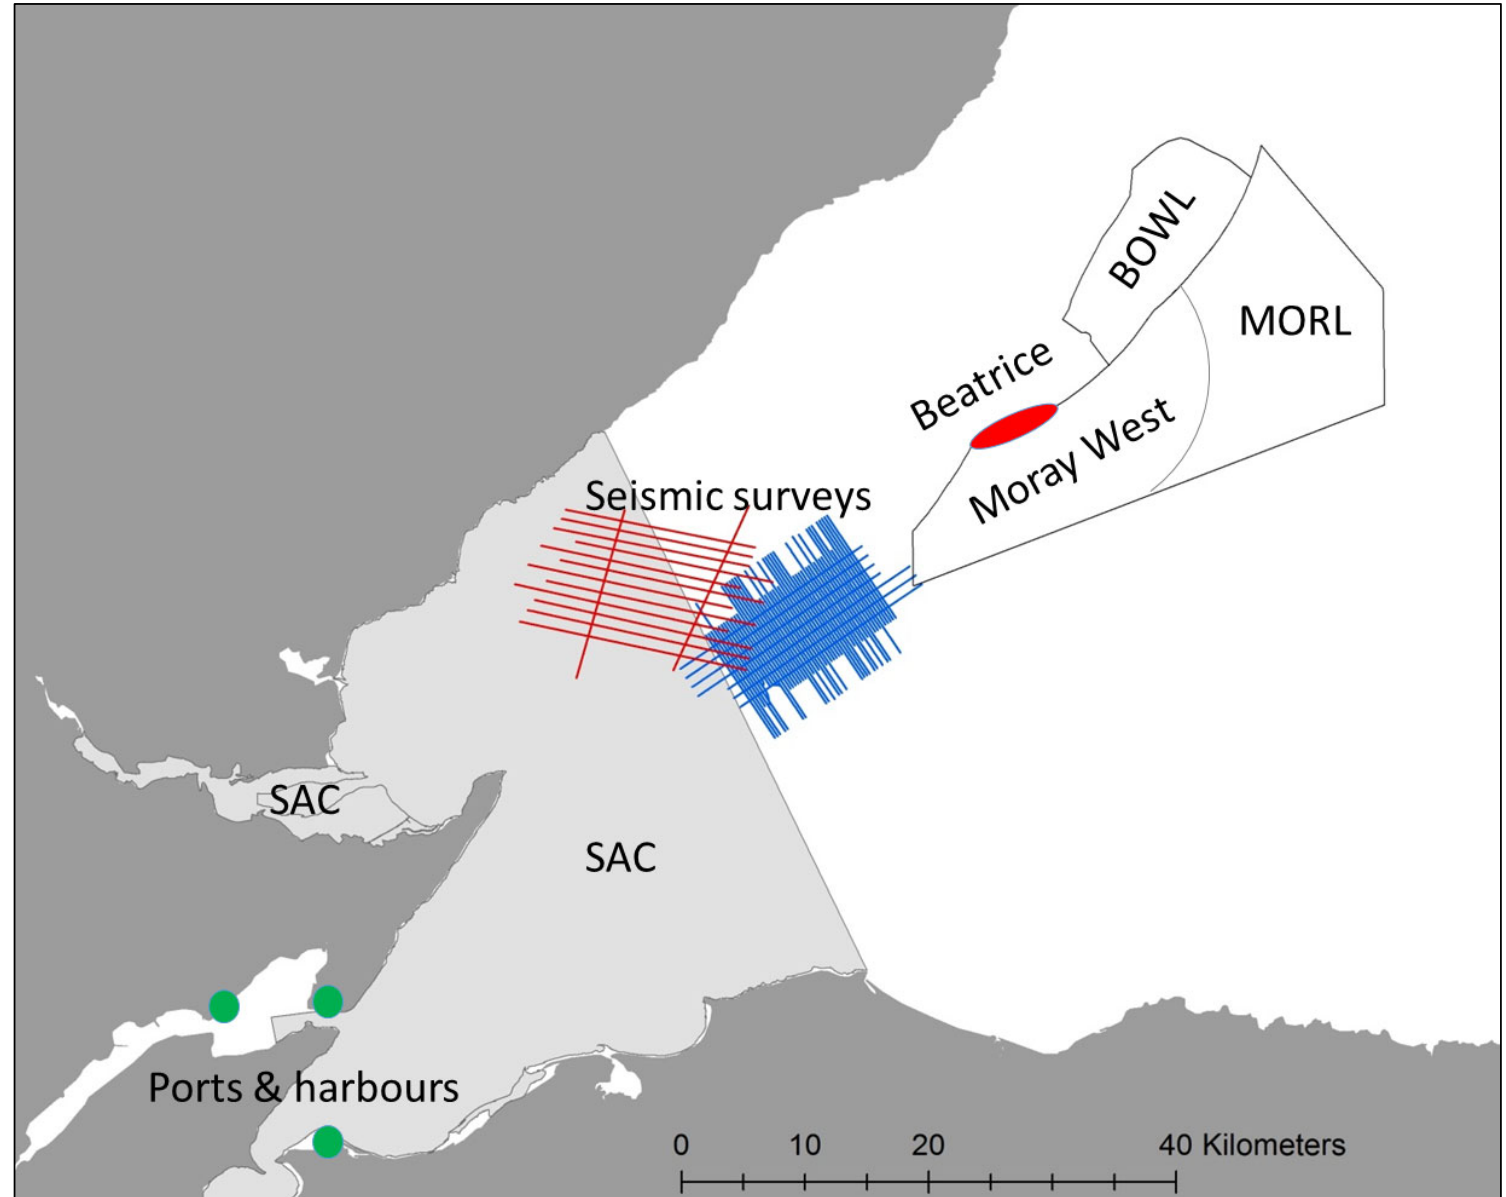 BOWL
MORL
Beatrice
Moray West
Seismic surveys
SAC
SAC
Ports & harbours
0 10 20 40 Kilometers